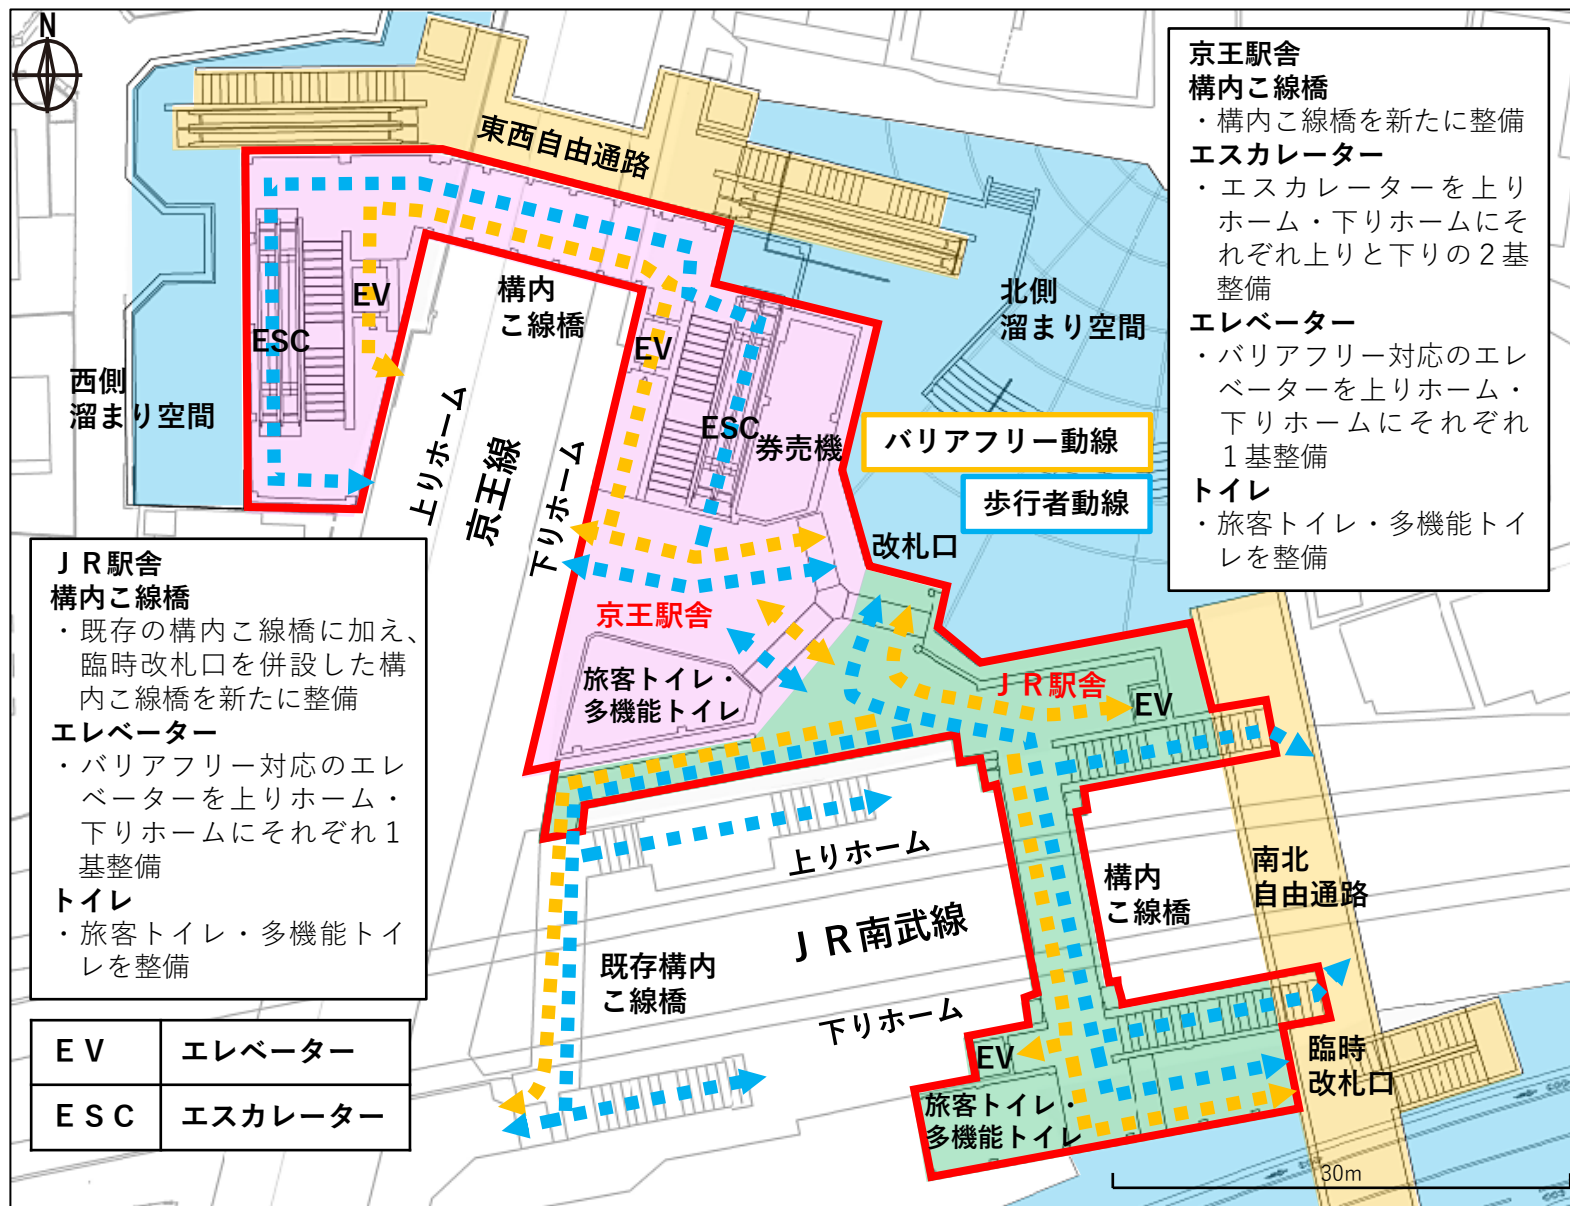 N
東西自由通路
京王駅舎
構内こ線橋
・構内こ線橋を新たに整備
エスカレーター
・エスカレーターを上り
ホーム・下りホームにそ
れぞれ上りと下りの２基
整備
エレベーター
・バリアフリー対応のエレ
ベーターを上りホーム・
下りホームにそれぞれ
１基整備
トイレ
・旅客トイレ・多機能トイ
レを整備
EV
ESC
構内
こ線橋
EV
ESC
券売機
北側
溜まり空間
西側
溜まり空間
上りホーム
京王線
下りホーム
バリアフリー動線
歩行者動線
改札口
京王駅舎
旅客トイレ・
多機能トイレ
ＪＲ駅舎
EV
ＪＲ駅舎
構内こ線橋
・既存の構内こ線橋に加え、
臨時改札口を併設した構
内こ線橋を新たに整備
エレベーター
・バリアフリー対応のエレ
ベーターを上りホーム・
下りホームにそれぞれ１
基整備
トイレ
・旅客トイレ・多機能トイ
レを整備
上りホーム
ＪＲ南武線
下りホーム
既存構内
こ線橋
構内
こ線橋
南北
自由通路
EV
旅客トイレ・
多機能トイレ
臨時
改札口
ＥＶ エレベーター
ＥＳＣ エスカレーター
30m